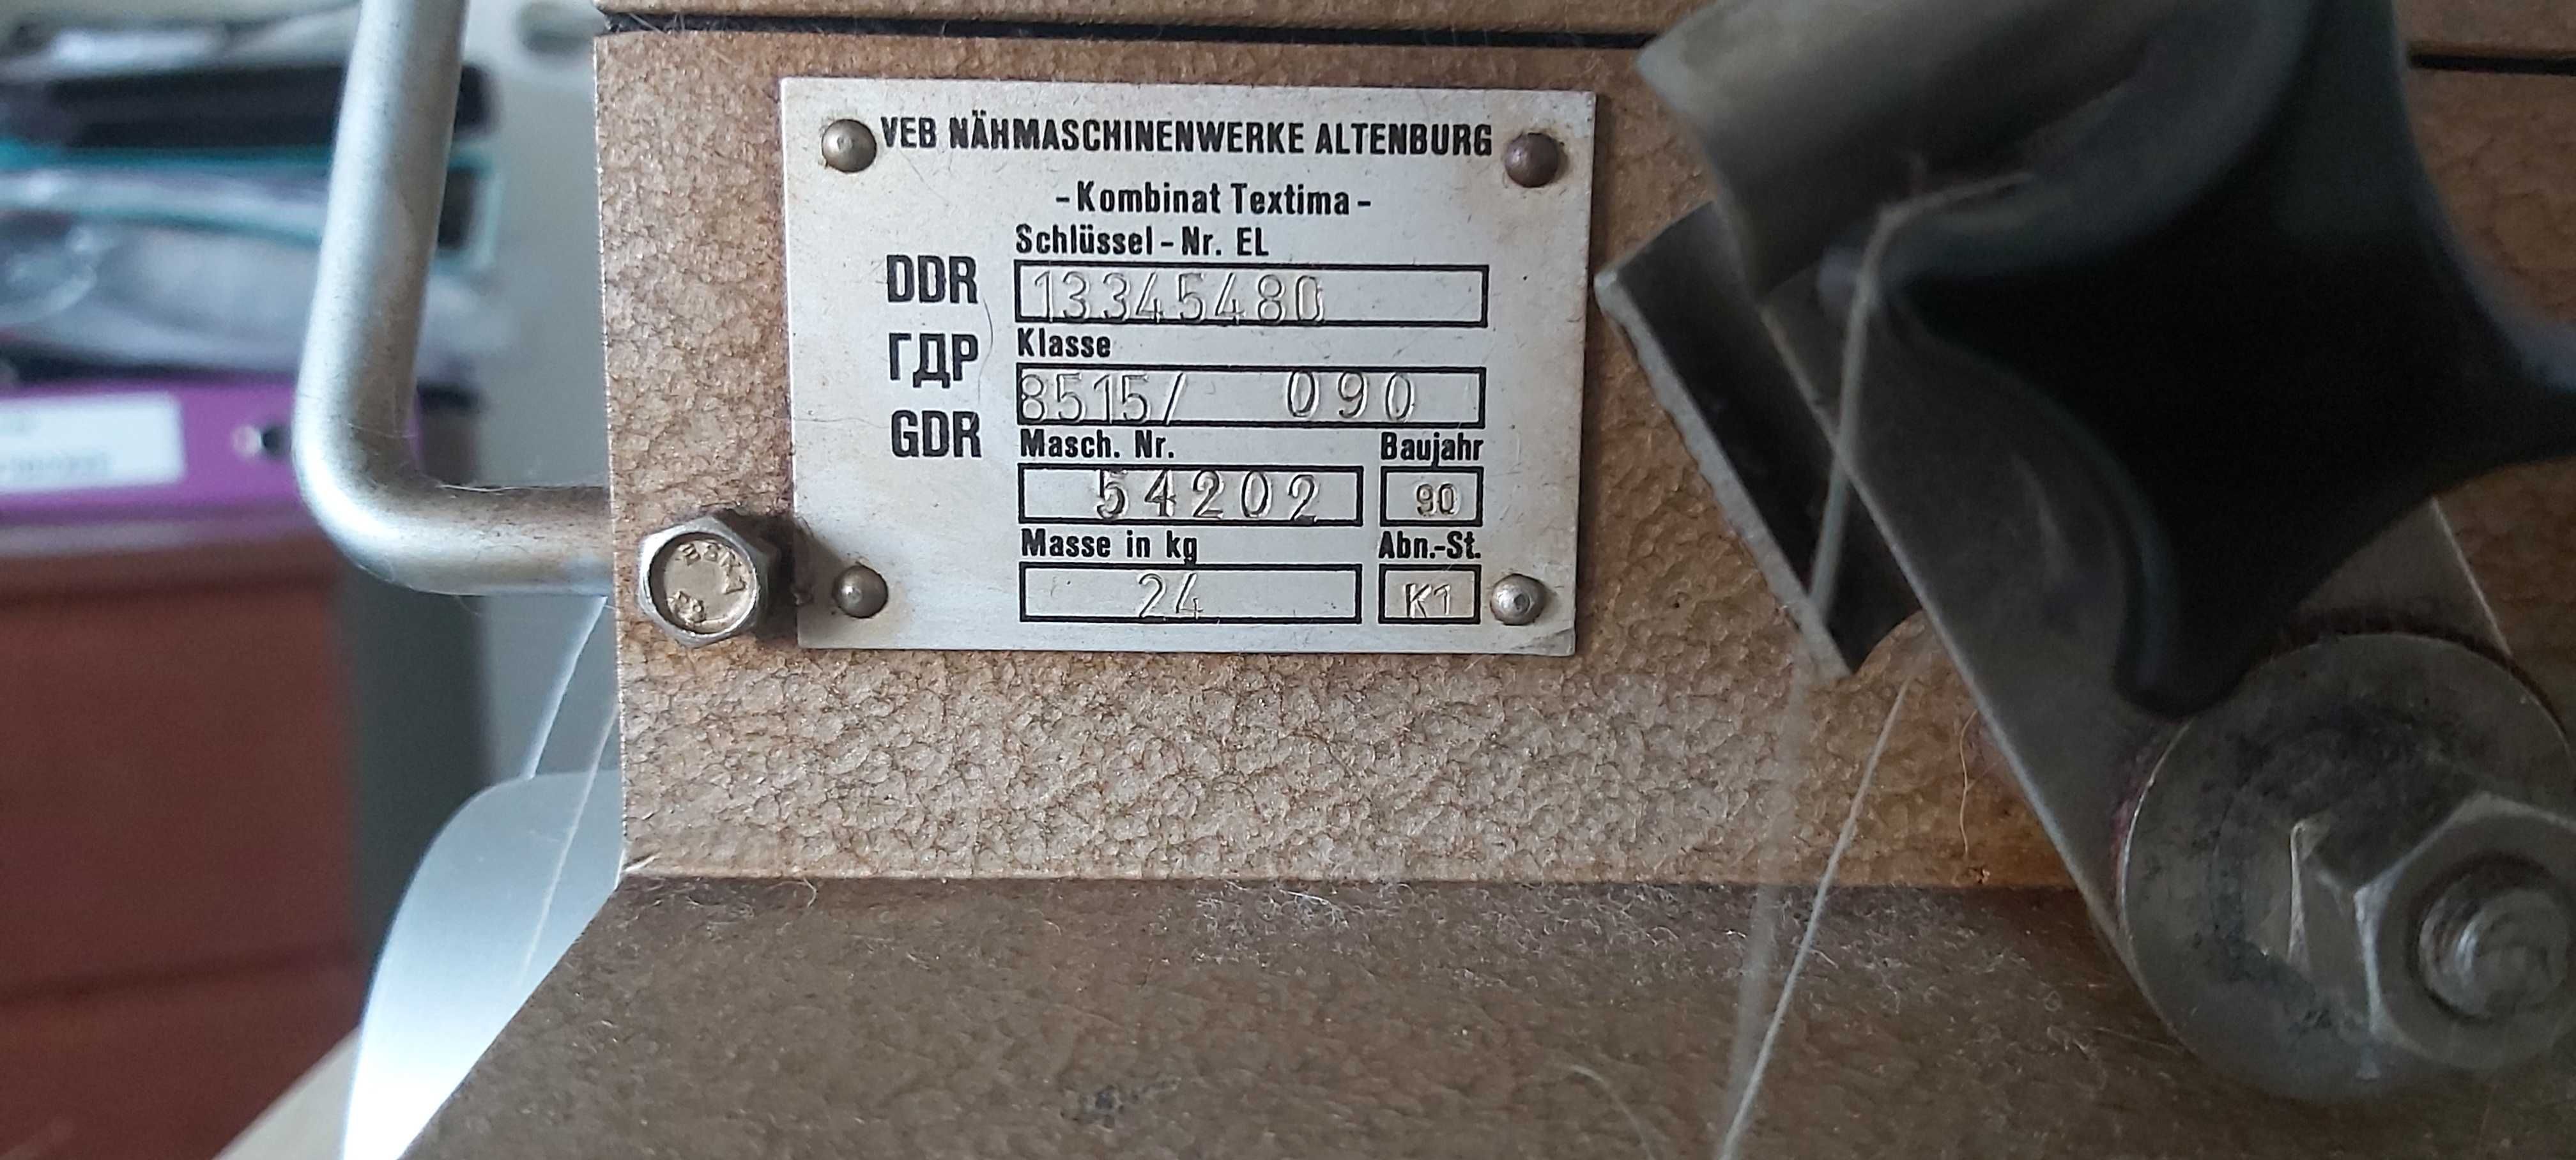 VEB NÄHMASCHINENWERKE ALTENBURG
-Kombinat Textima-
Schlüssel-Nr. EL
DDR 13345480
ГДР Klasse
8515/ 090
GDR Masch. Nr. Baujahr
54202 90
Masse in kg Abn.-St.
24 K1